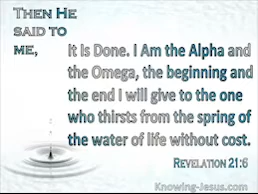 Then He
said to
me,
It Is Done. I Am the Alpha and
the Omega, the beginning and
the end I will give to the one
who thirsts from the spring of
the water of life without cost.
Revelation 21:6
Knowing-Jesus.com